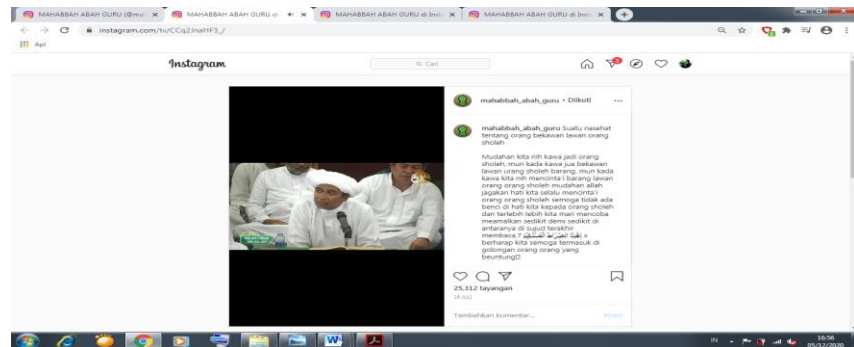 MAHABBAH ABAH GURU (@ma
MAHABBAH ABAH GURU di
MAHABBAH ABAH GURU di Inst
MAHABBAH ABAH GURU di Inst
instagram.com/tv/CCq2JnaHF3_/
Apl
Instagram
Cari
1
mahabbah_abah_guru • Diikuti
mahabbah_abah_guru Suatu nasehat
tentang orang bekawan lawan orang
sholeh
Mudahan kita nih kawa jadi orang
sholeh, mun kada kawa jua bekawan
lawan urang sholeh barang, mun kada
kawa kita nih mencinta'i barang lawan
orang orang sholeh mudahan allah
jagakan hati kita selalu mencinta'i
orang orang sholeh semoga tidak ada
benci di hati kita kepada orang sholeh
dan terlebih lebih kita mari mencoba
meamalkan sedikit demi sedikit di
antaranya di sujud terakhir
membaca,? x
berharap kita semoga termasuk di
golongan orang orang yang
beuntung
25,312 tayangan
Tambahkan komentar...
Kirim
IN
16:56
05/12/2020